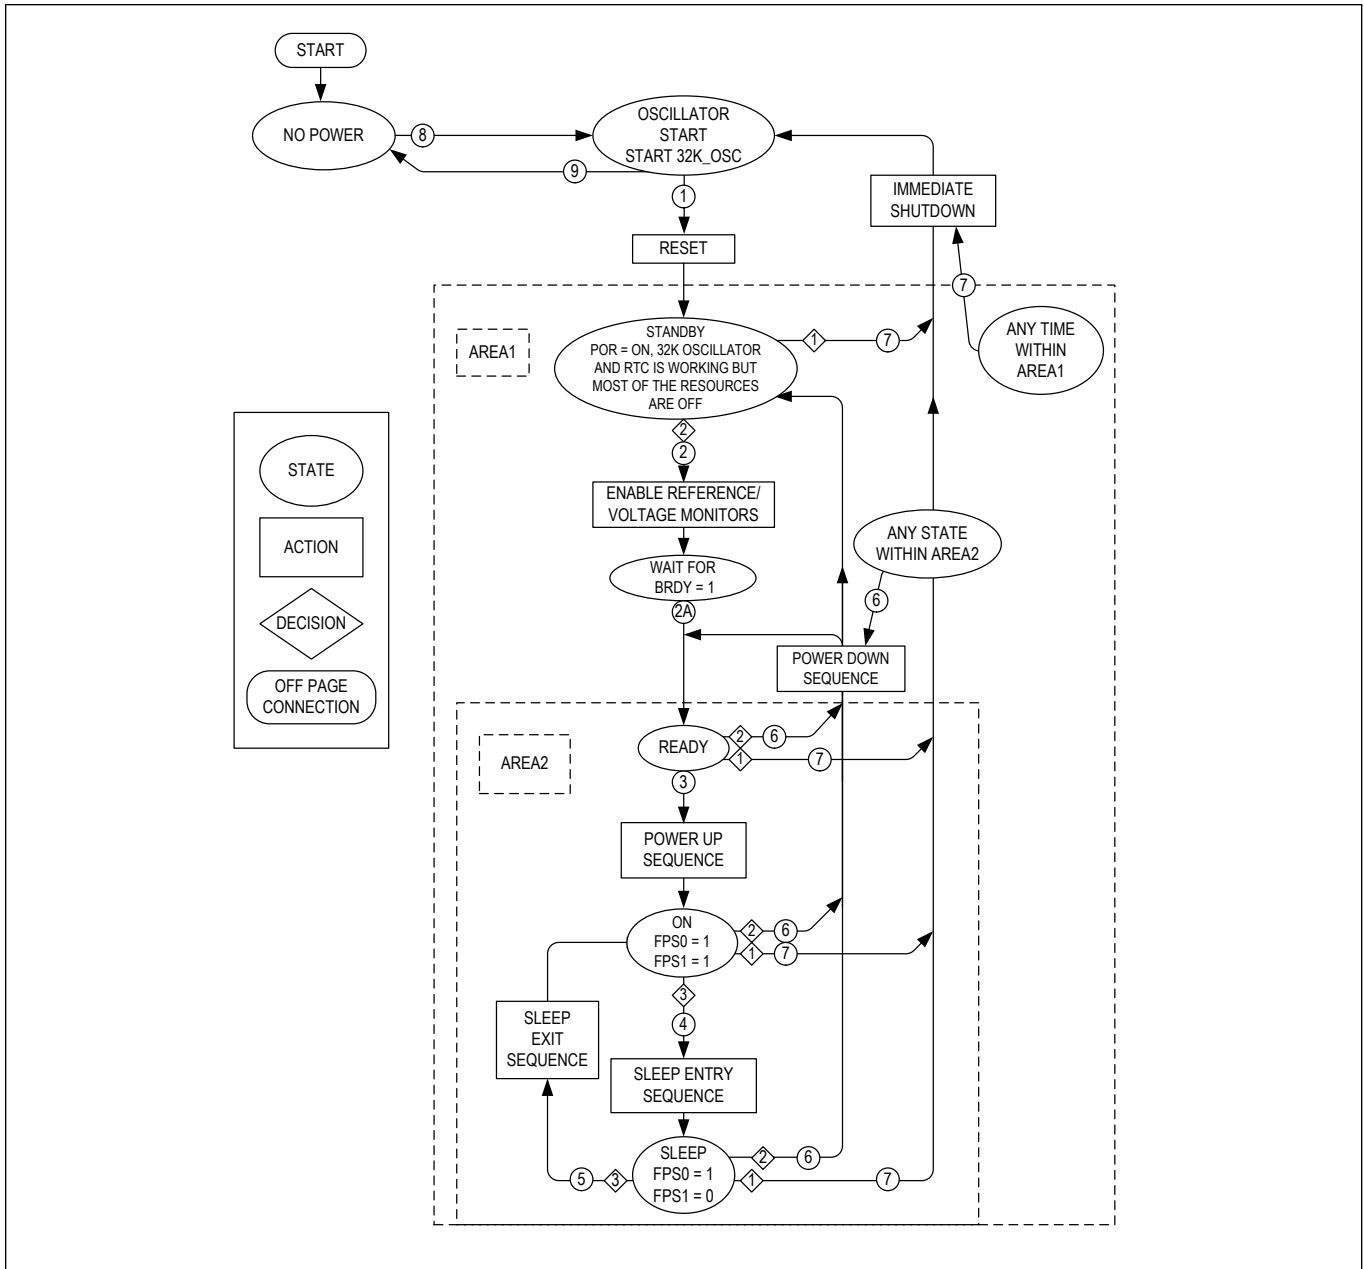 START
NO POWER
8
OSCILLATOR
START
START 32K_OSC
9
1
IMMEDIATE
SHUTDOWN
RESET
7
AREA1
STANDBY
POR = ON, 32K OSCILLATOR
AND RTC IS WORKING BUT
MOST OF THE RESOURCES
ARE OFF
1
7
ANY TIME
WITHIN
AREA1
2
2
STATE
ACTION
DECISION
OFF PAGE
CONNECTION
ENABLE REFERENCE/
VOLTAGE MONITORS
ANY STATE
WITHIN AREA2
WAIT FOR
BRDY = 1
2A
6
POWER DOWN
SEQUENCE
AREA2
READY
2
6
1
7
3
POWER UP
SEQUENCE
ON
FPS0 = 1
FPS1 = 1
2
6
1
7
3
4
SLEEP
EXIT
SEQUENCE
SLEEP ENTRY
SEQUENCE
SLEEP
FPS0 = 1
FPS1 = 0
2
6
5
3
1
7